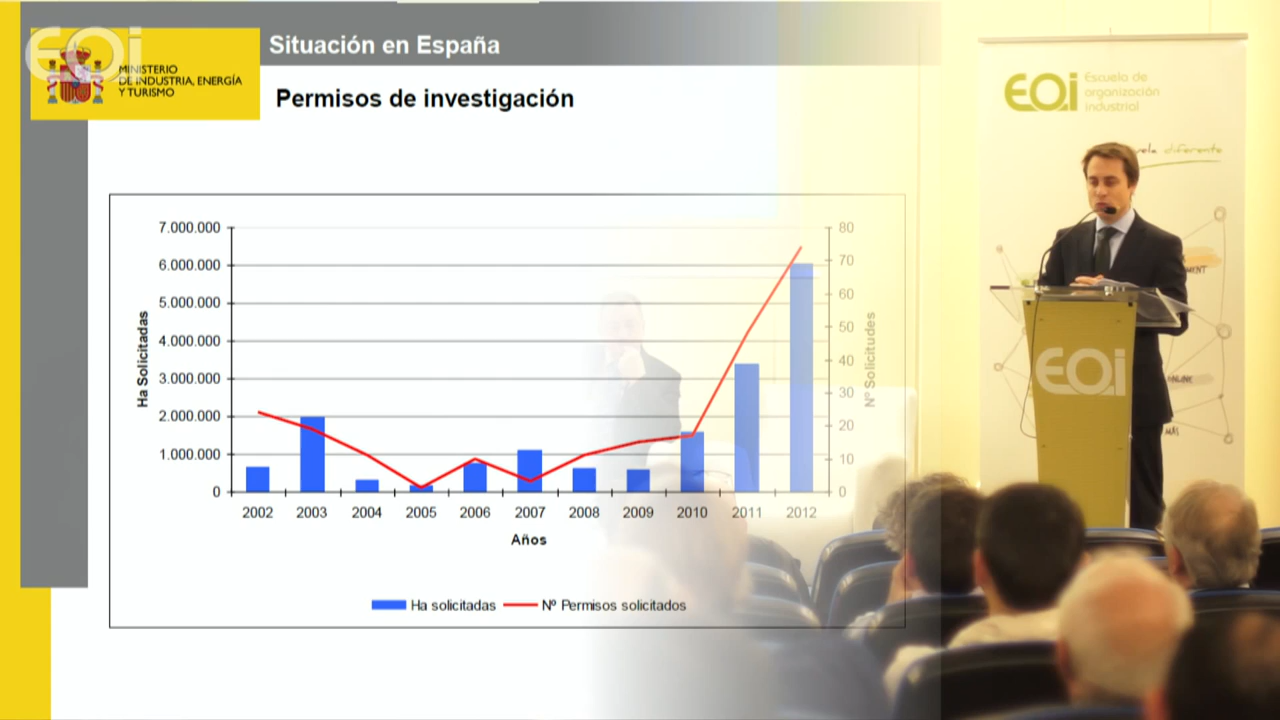 EOi
MINISTERIO
DE INDUSTRIA, ENERGÍA
Y TURISMO
Situación en España
Permisos de investigación
7.000.000
6.000.000
5.000.000
4.000.000
3.000.000
2.000.000
1.000.000
0
Ha Solicitadas
80
70
60
50
40
30
20
10
0
Nº Solicitudes
2002 2003 2004 2005 2006 2007 2008 2009 2010 2011 2012
Años
Ha solicitadas Nº Permisos solicitados
EOi Escuela de
organización
industrial
diferente
EOi